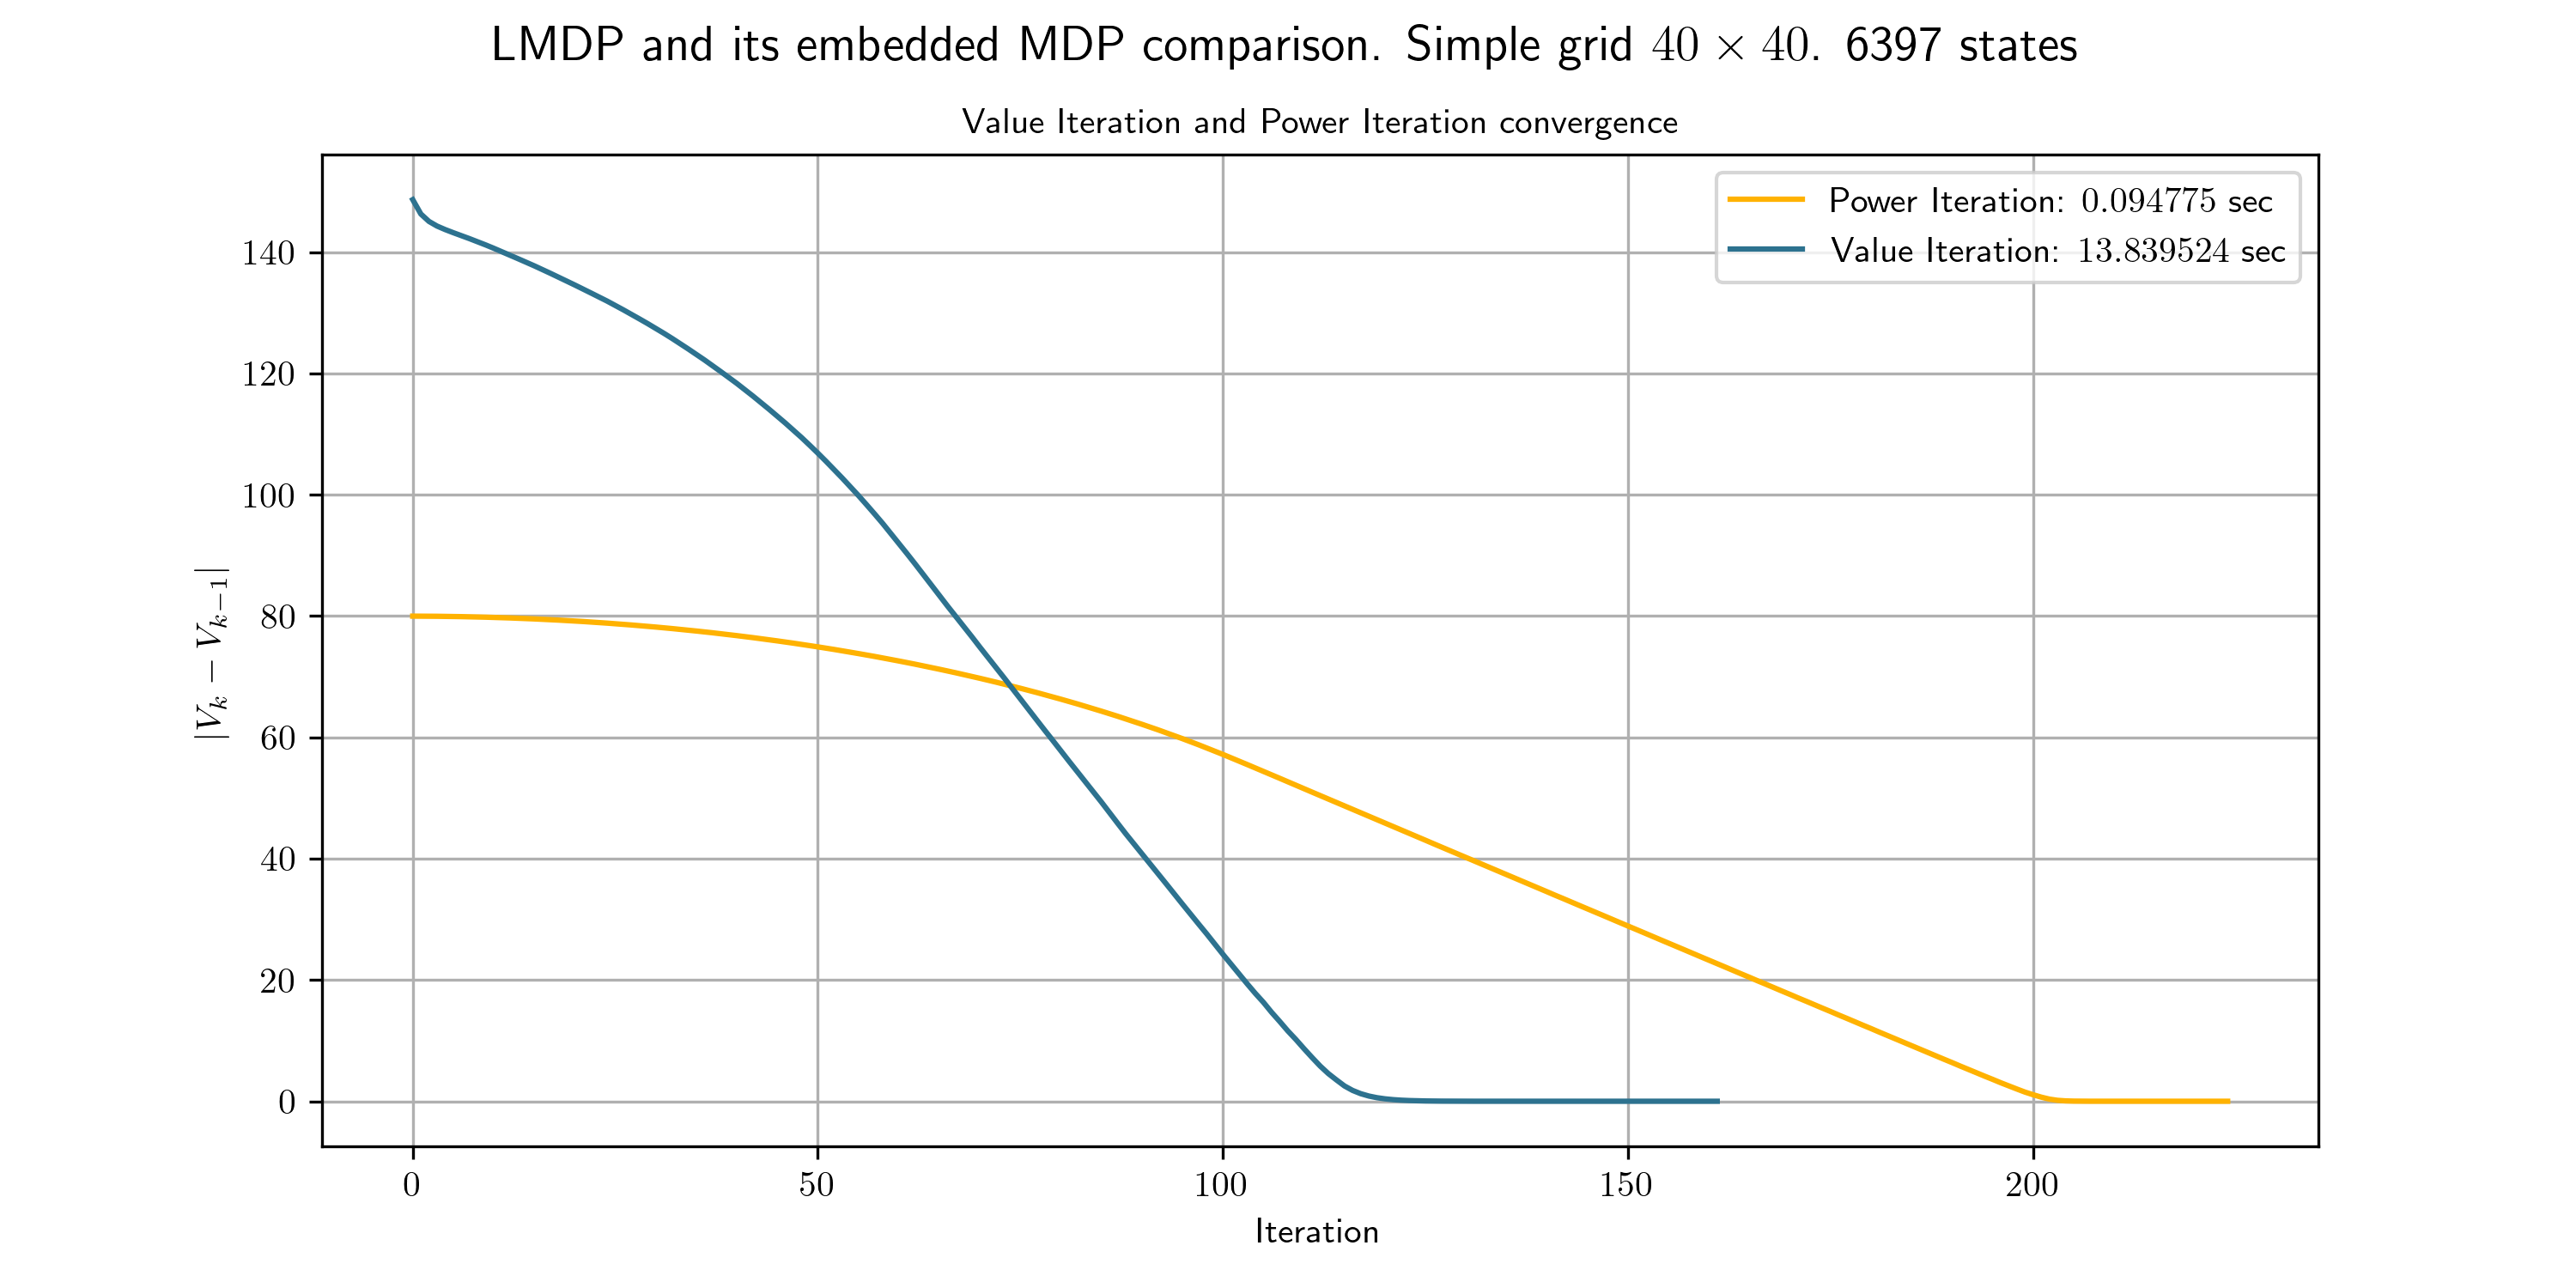 LMDP and its embedded MDP comparison. Simple grid 40 × 40. 6397 states
Value Iteration and Power Iteration convergence
Power Iteration: 0.094775 sec
Value Iteration: 13.839524 sec
140
120
100
80
60
40
20
0
|V_k − V_{k−1}|
0 50 100 150 200
Iteration